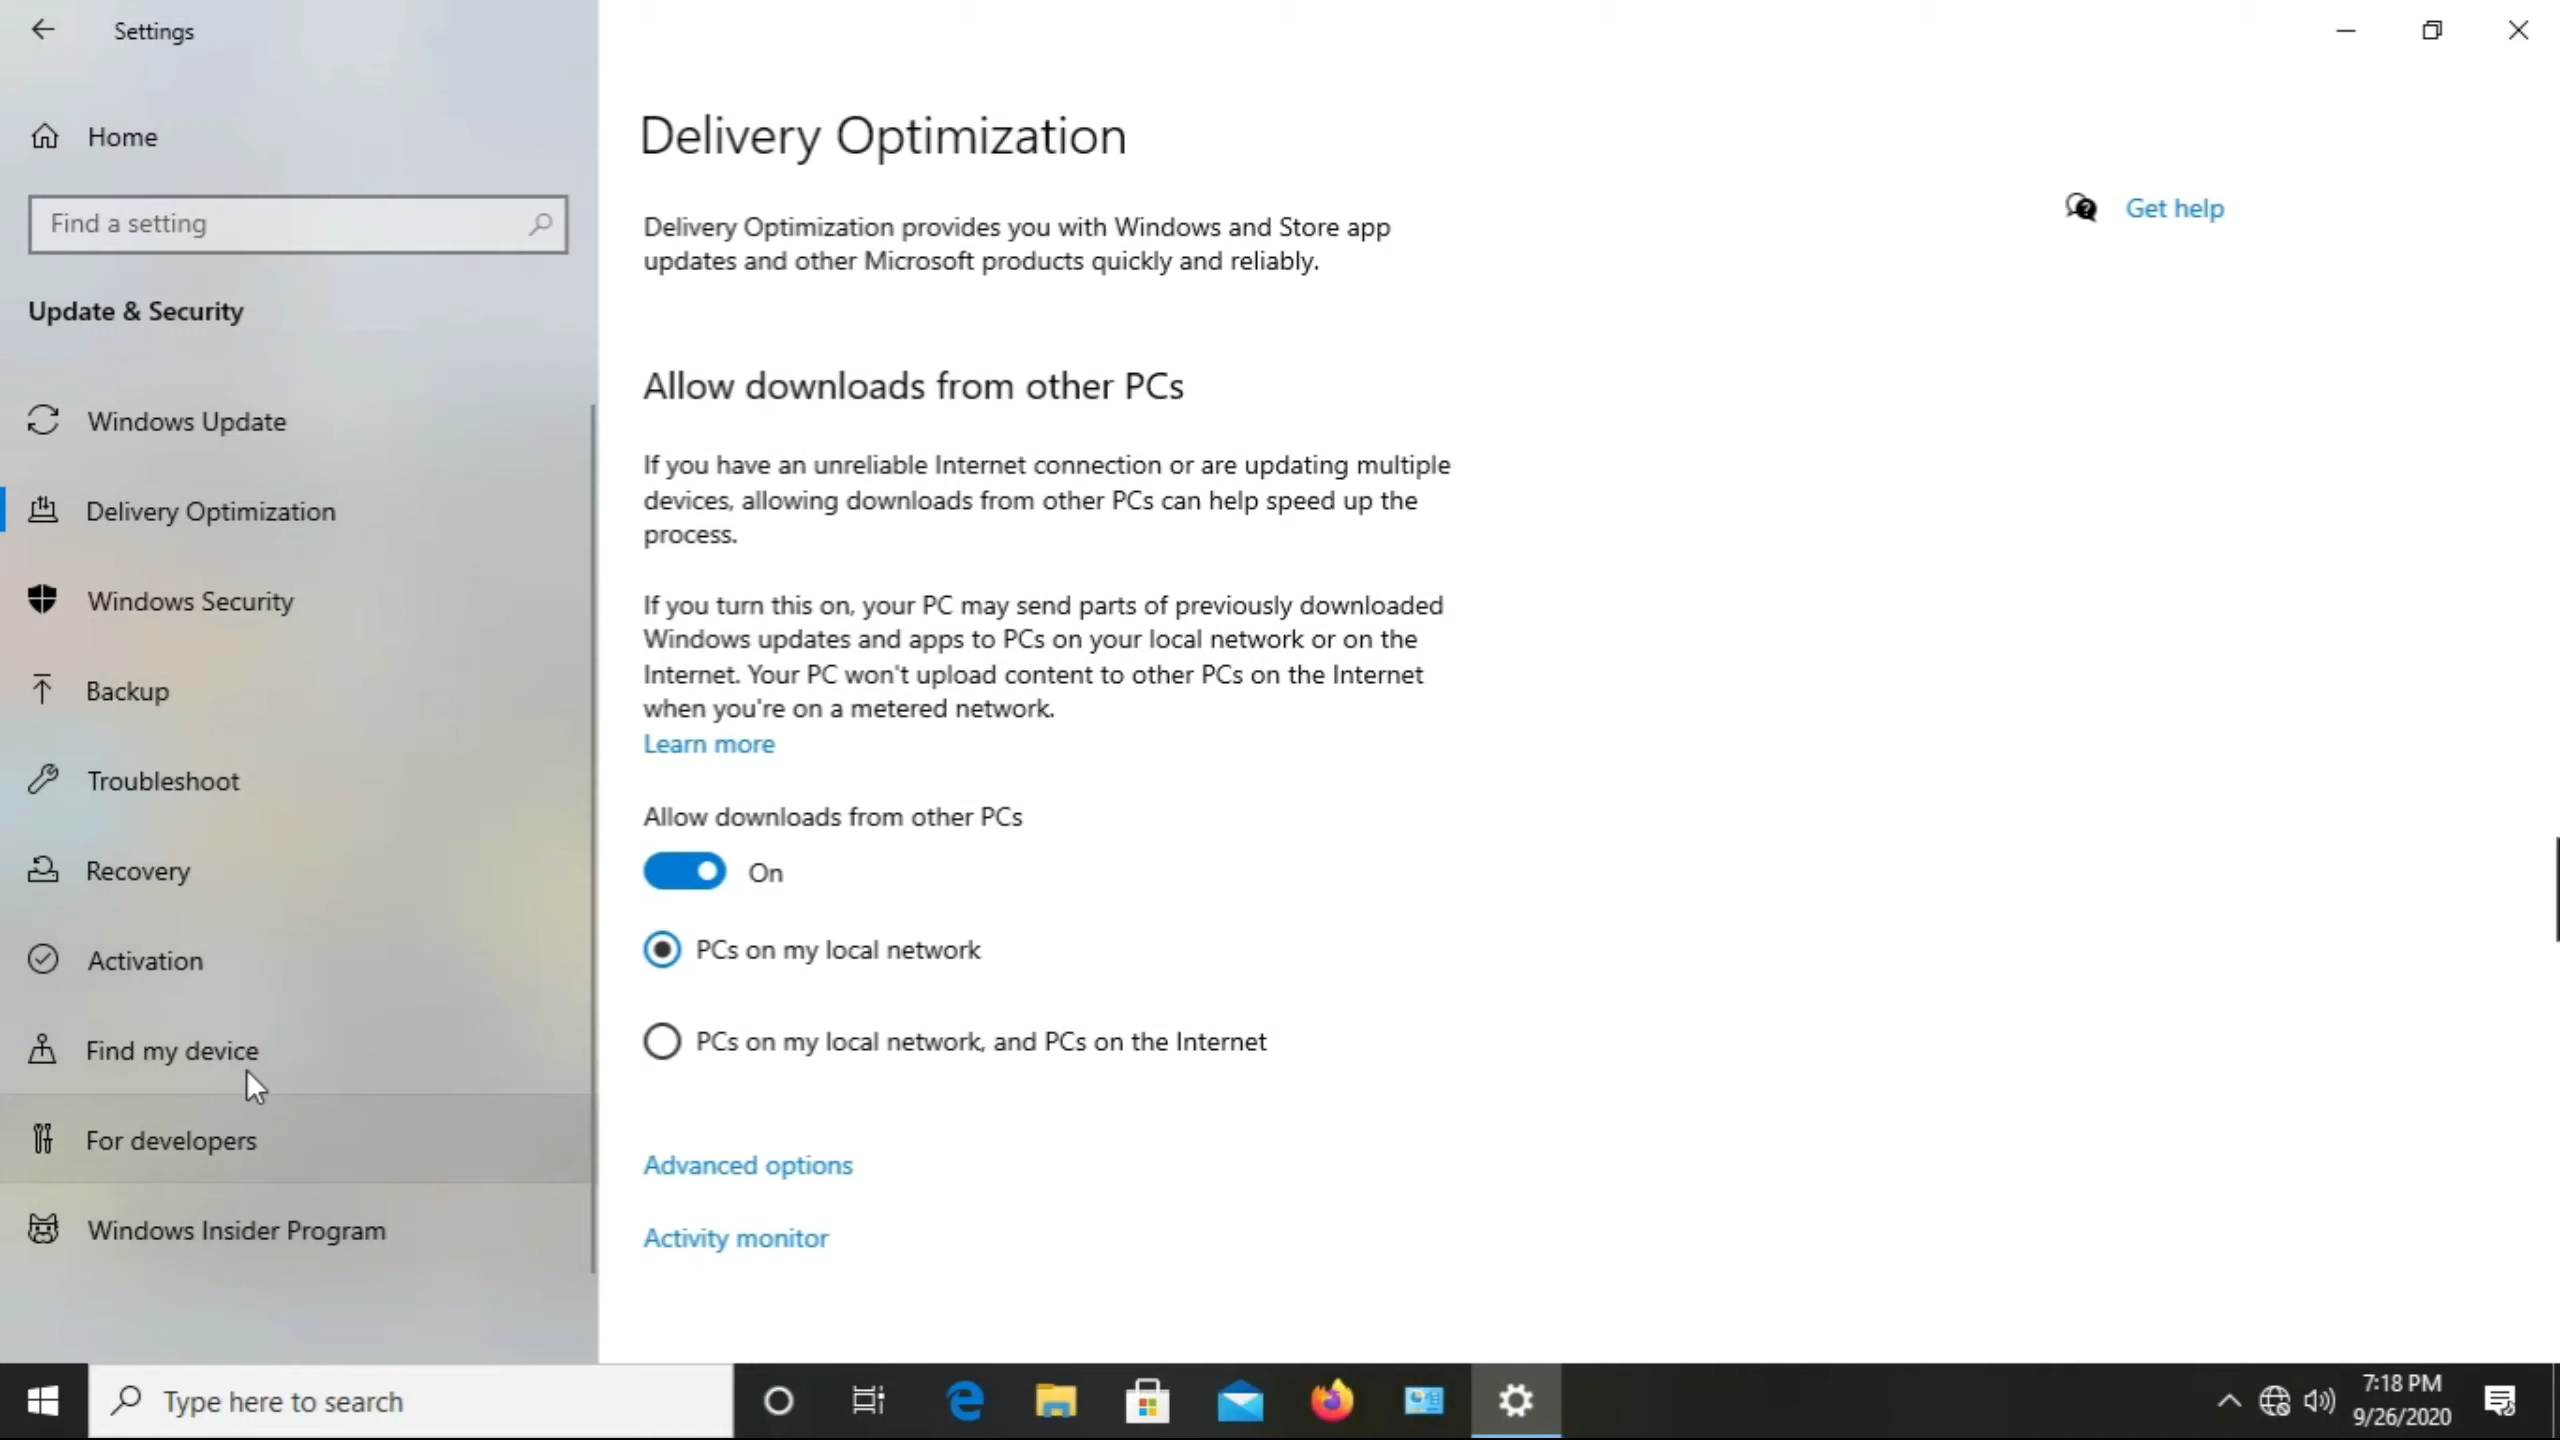 Settings
Home
Find a setting
Update & Security
Windows Update
Delivery Optimization
Windows Security
Backup
Troubleshoot
Recovery
Activation
Find my device
For developers
Windows Insider Program
Delivery Optimization
Delivery Optimization provides you with Windows and Store app
updates and other Microsoft products quickly and reliably.
Get help
Allow downloads from other PCs
If you have an unreliable Internet connection or are updating multiple
devices, allowing downloads from other PCs can help speed up the
process.
If you turn this on, your PC may send parts of previously downloaded
Windows updates and apps to PCs on your local network or on the
Internet. Your PC won't upload content to other PCs on the Internet
when you're on a metered network.
Learn more
Allow downloads from other PCs
On
PCs on my local network
PCs on my local network, and PCs on the Internet
Advanced options
Activity monitor
Type here to search
7:18 PM
9/26/2020